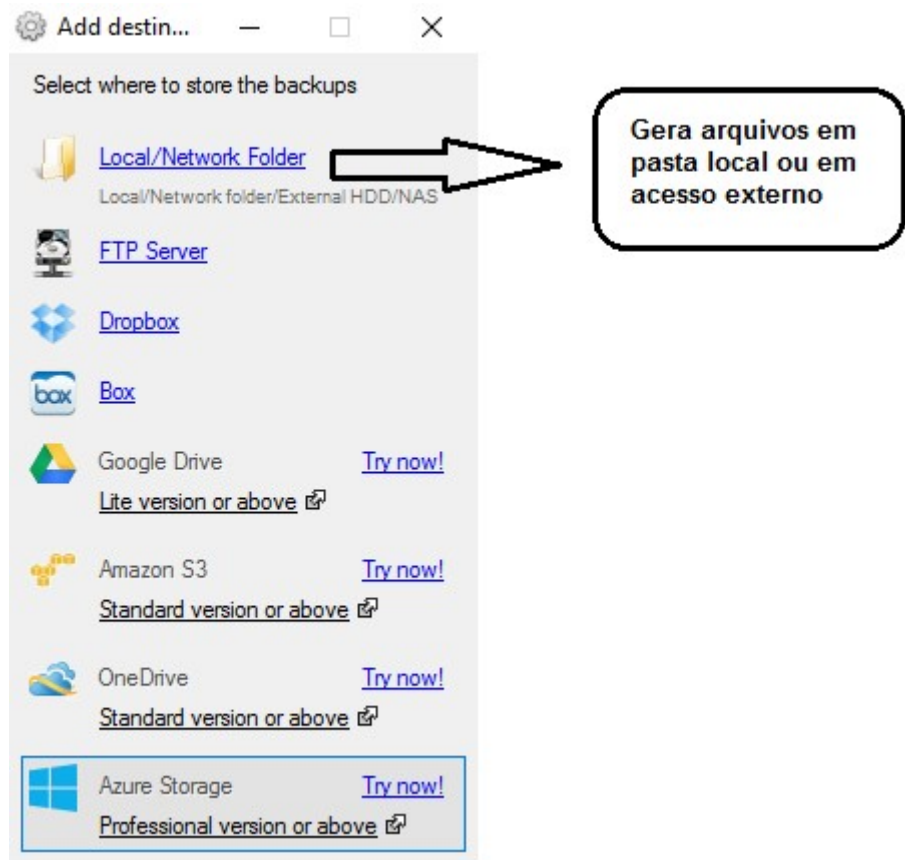 Add destin...
Select where to store the backups
Local/Network Folder
Local/Network folder/External HDD/NAS
Gera arquivos em
pasta local ou em
acesso externo
FTP Server
Dropbox
box
Box
Google Drive Try now!
Lite version or above
Amazon S3 Try now!
Standard version or above
OneDrive Try now!
Standard version or above
Azure Storage Try now!
Professional version or above